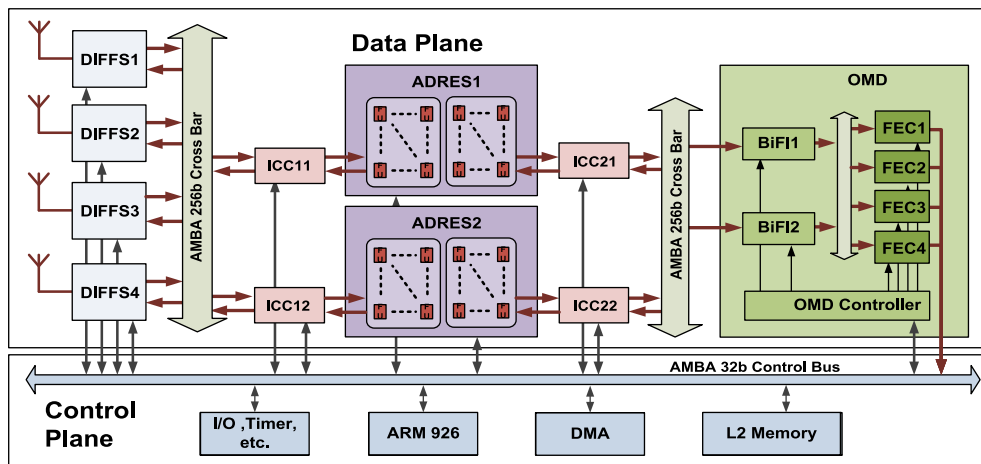 Data Plane
DIFFS1
DIFFS2
DIFFS3
DIFFS4
AMBA 256b Cross Bar
ICC11
ICC12
ADRES1
ADRES2
ICC21
ICC22
AMBA 256b Cross Bar
OMD
BiFI1
BiFI2
FEC1
FEC2
FEC3
FEC4
OMD Controller
AMBA 32b Control Bus
Control
Plane
I/O ,Timer,
etc.
ARM 926
DMA
L2 Memory